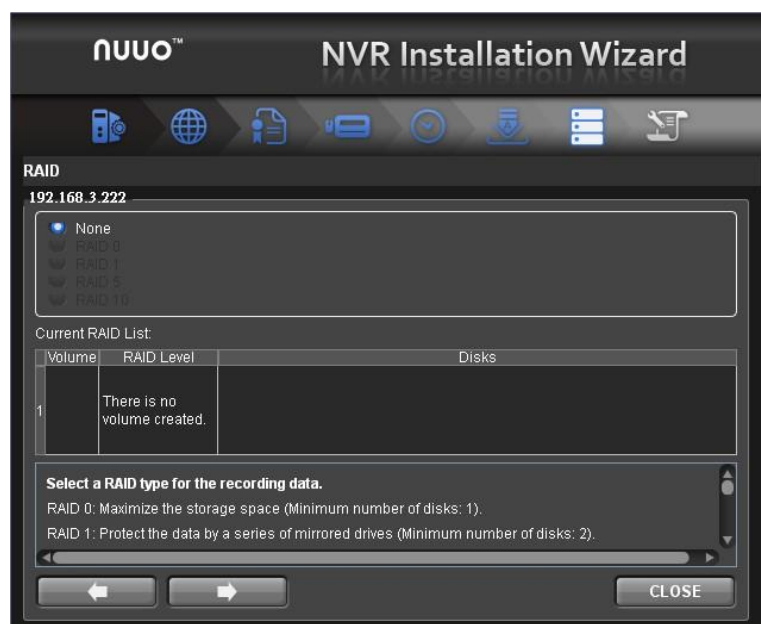 nuuo™
NVR Installation Wizard
RAID
192.168.3.222
None
RAID 0
RAID 1
RAID 5
RAID 10
Current RAID List:
Volume RAID Level Disks
1 There is no
volume created.
Select a RAID type for the recording data.
RAID 0: Maximize the storage space (Minimum number of disks: 1).
RAID 1: Protect the data by a series of mirrored drives (Minimum number of disks: 2).
CLOSE